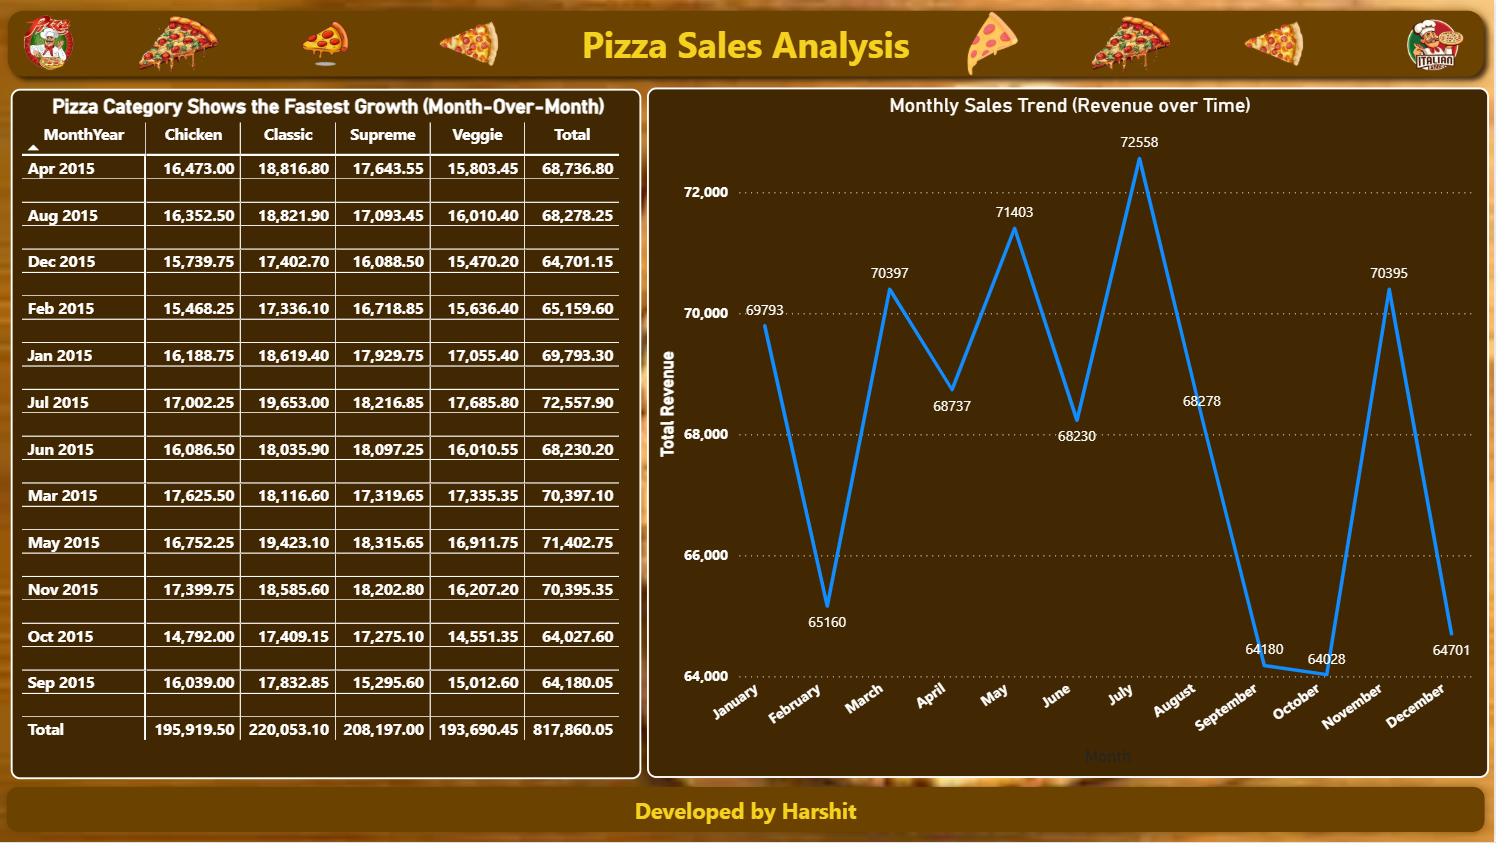 Pizza Sales Analysis
Pizza
ITALIAN
Pizza Category Shows the Fastest Growth (Month-Over-Month)
MonthYear Chicken Classic Supreme Veggie Total
Apr 2015 16,473.00 18,816.80 17,643.55 15,803.45 68,736.80
Aug 2015 16,352.50 18,821.90 17,093.45 16,010.40 68,278.25
Dec 2015 15,739.75 17,402.70 16,088.50 15,470.20 64,701.15
Feb 2015 15,468.25 17,336.10 16,718.85 15,636.40 65,159.60
Jan 2015 16,188.75 18,619.40 17,929.75 17,055.40 69,793.30
Jul 2015 17,002.25 19,653.00 18,216.85 17,685.80 72,557.90
Jun 2015 16,086.50 18,035.90 18,097.25 16,010.55 68,230.20
Mar 2015 17,625.50 18,116.60 17,319.65 17,335.35 70,397.10
May 2015 16,752.25 19,423.10 18,315.65 16,911.75 71,402.75
Nov 2015 17,399.75 18,585.60 18,202.80 16,207.20 70,395.35
Oct 2015 14,792.00 17,409.15 17,275.10 14,551.35 64,027.60
Sep 2015 16,039.00 17,832.85 15,295.60 15,012.60 64,180.05
Total 195,919.50 220,053.10 208,197.00 193,690.45 817,860.05
Monthly Sales Trend (Revenue over Time)
Total Revenue
72,000
70,000
68,000
66,000
64,000
69793
65160
70397
68737
71403
68230
72558
68278
64180
64028
70395
64701
January
February
March
April
May
June
July
August
September
October
November
December
Month
Developed by Harshit